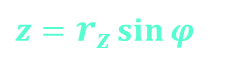 z = r_z sin φ